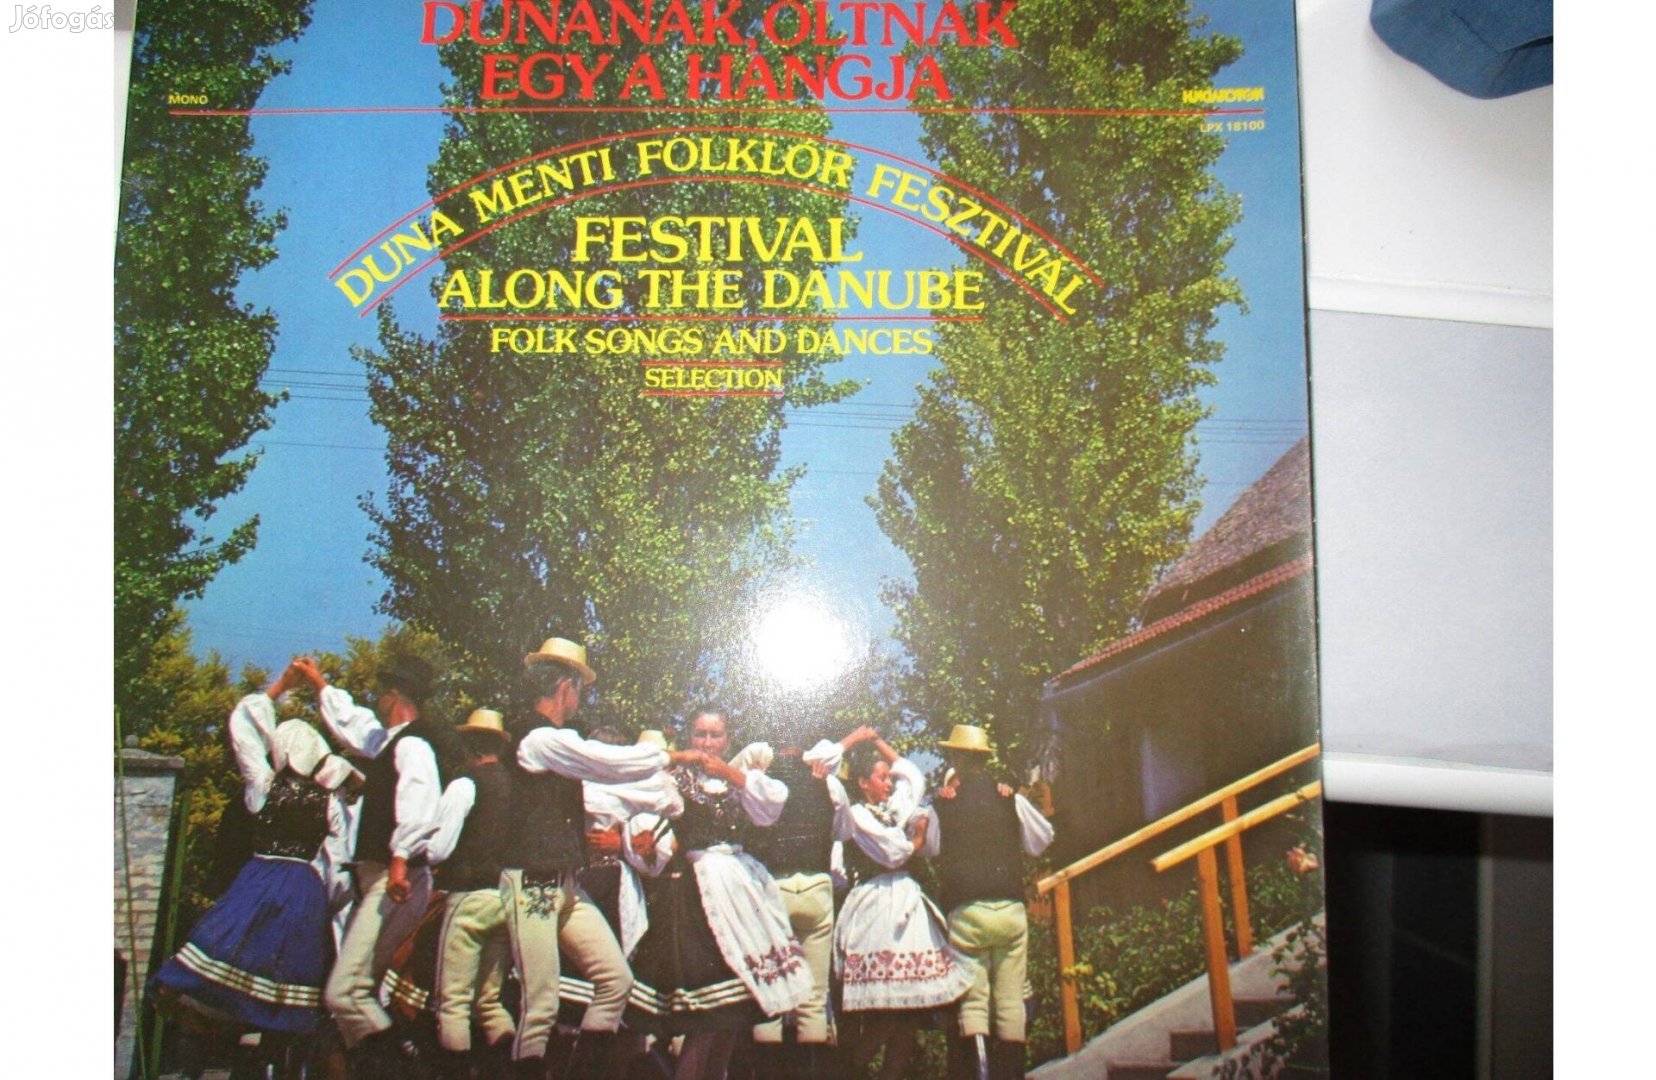 Jófogás
DUNÁNAK, OLTNAK
EGY A HANGJA
MONO
HUNGAROTON
LPX 18100
DUNA MENTI FOLKLÓR FESZTIVÁL
FESTIVAL
ALONG THE DANUBE
FOLK SONGS AND DANCES
SELECTION